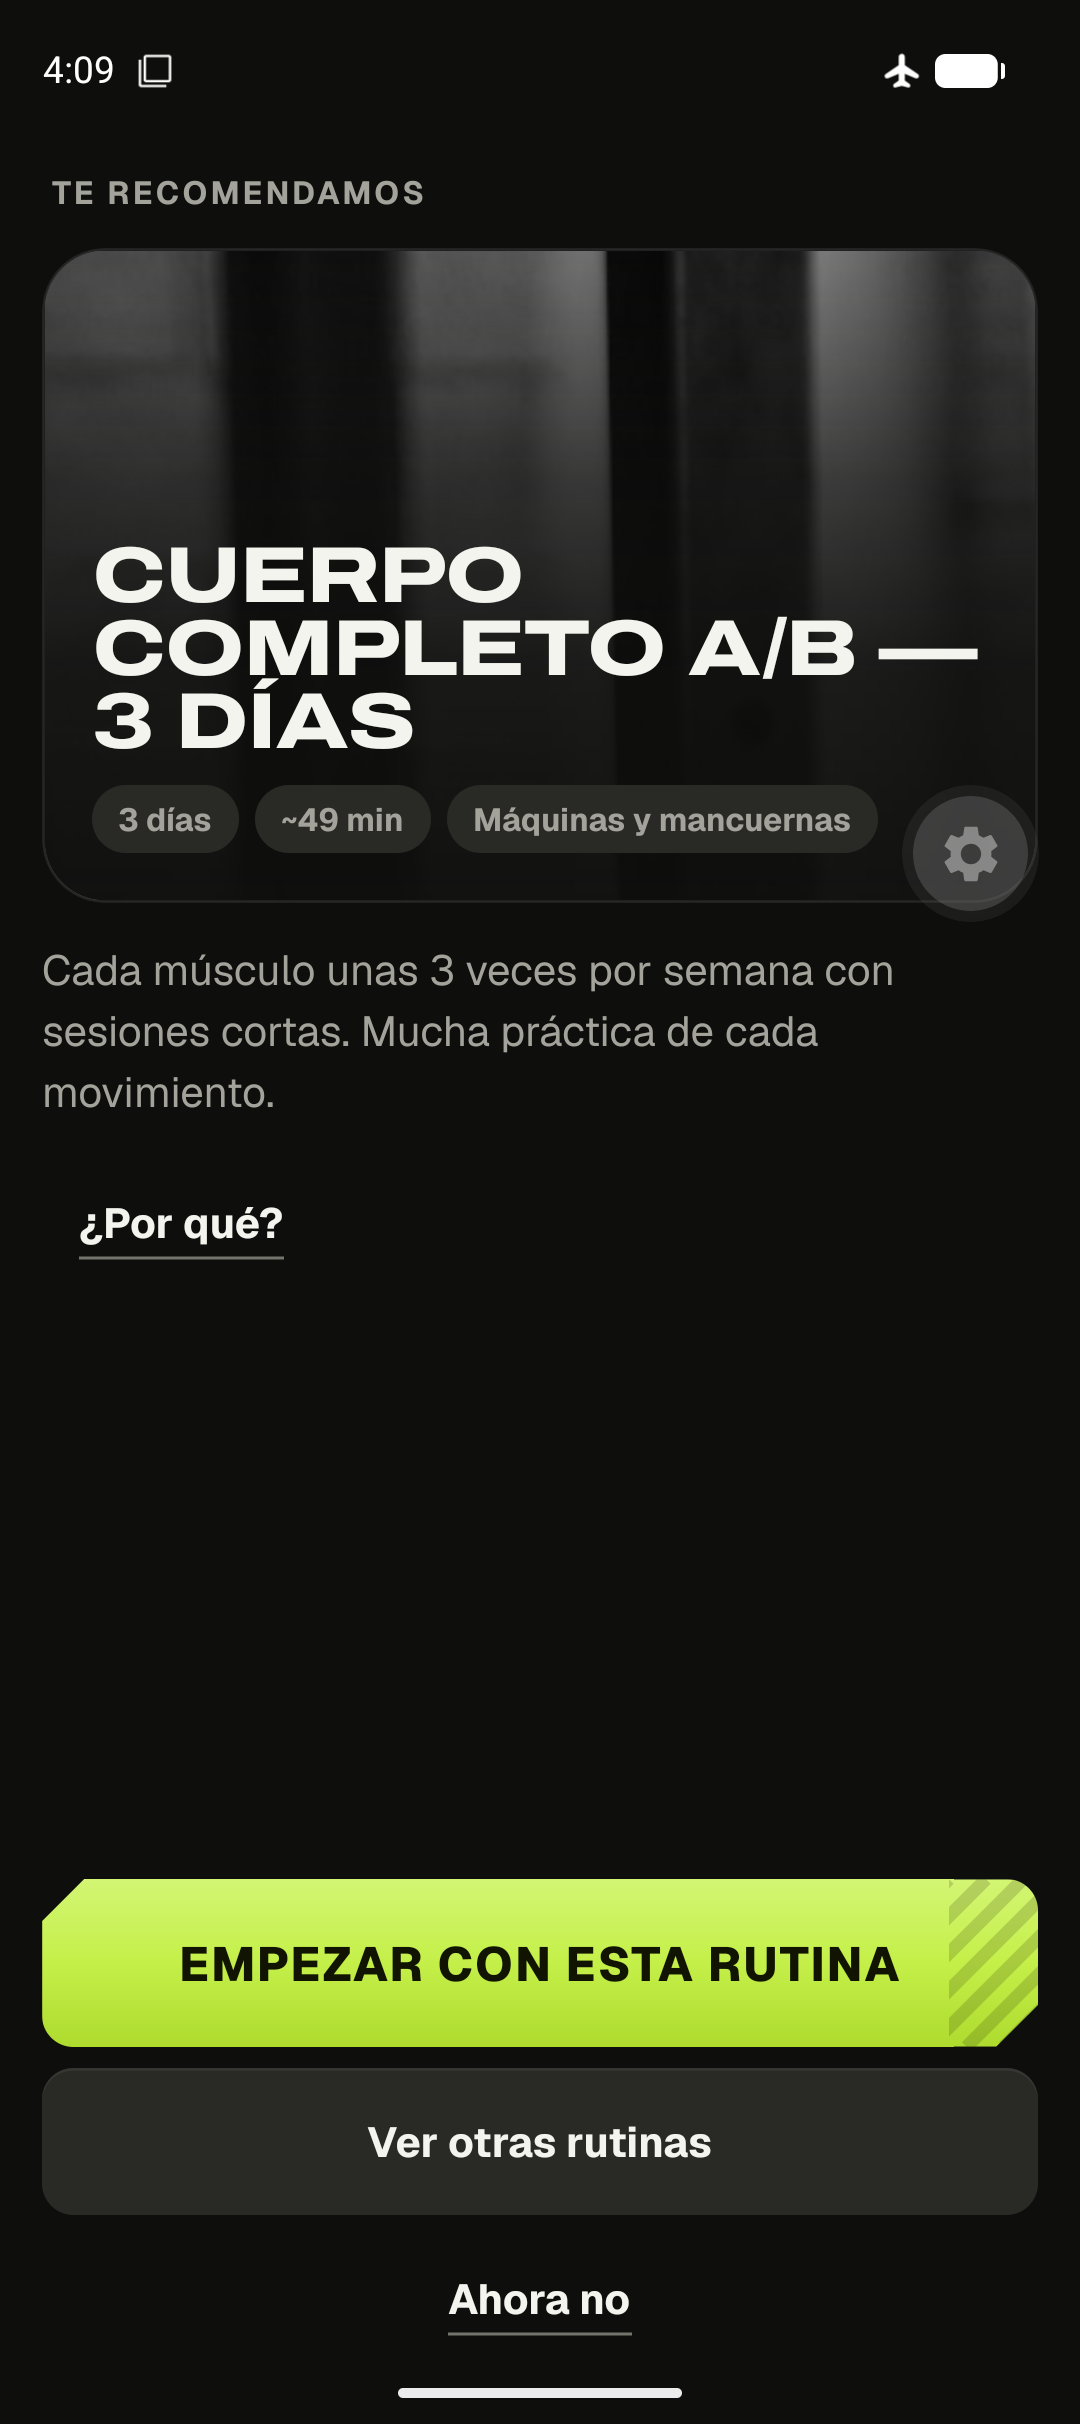 4:09
TE RECOMENDAMOS
CUERPO
COMPLETO A/B —
3 DÍAS
3 días
~49 min
Máquinas y mancuernas
Cada músculo unas 3 veces por semana con
sesiones cortas. Mucha práctica de cada
movimiento.
¿Por qué?
EMPEZAR CON ESTA RUTINA
Ver otras rutinas
Ahora no